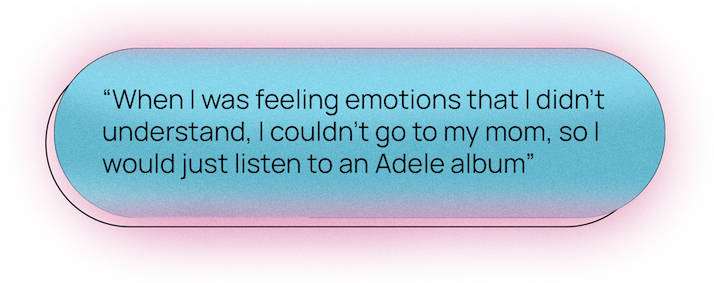 “When I was feeling emotions that I didn’t
understand, I couldn’t go to my mom, so I
would just listen to an Adele album”